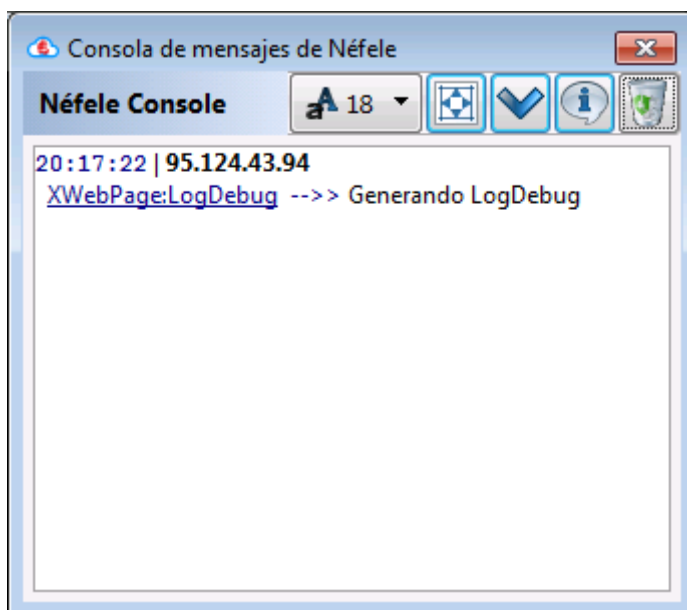 Consola de mensajes de Néfele
Néfele Console
aA 18
20:17:22 | 95.124.43.94
XWebPage:LogDebug -->> Generando LogDebug